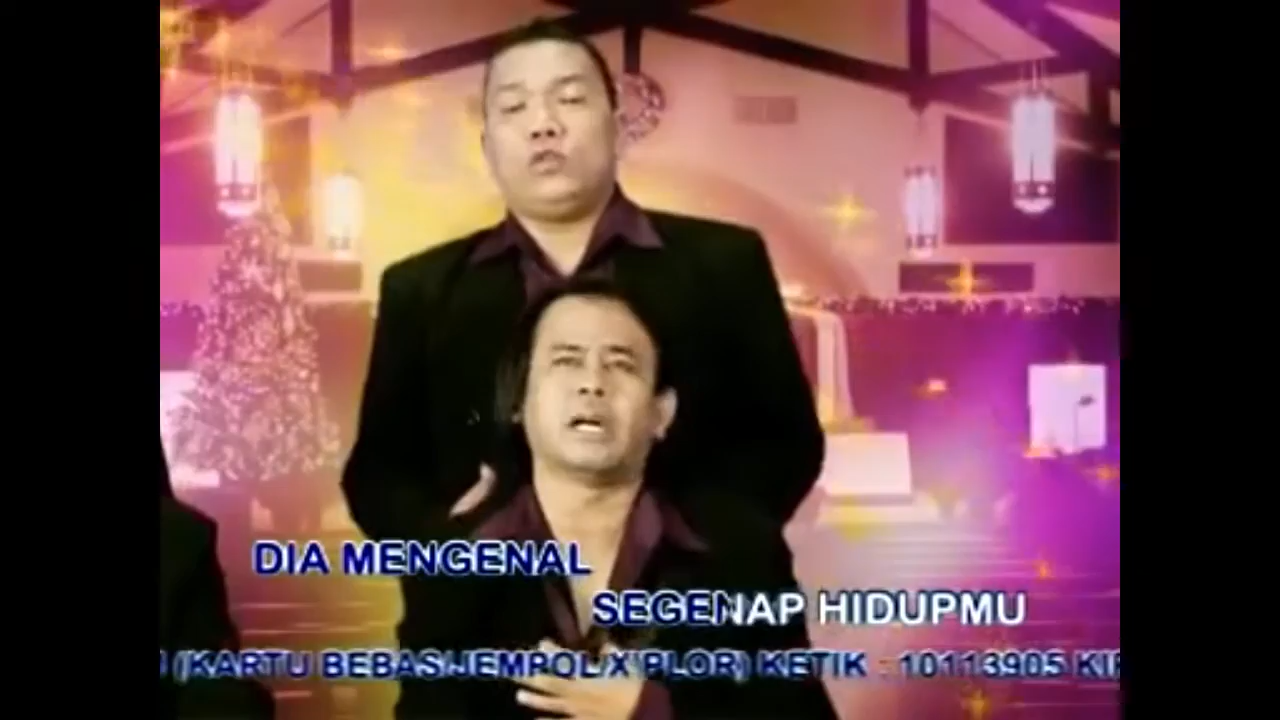 DIA MENGENAL
SEGENAP HIDUPMU
(KARTU BEBAS/JEMPOL/X'PLOR) KETIK : 10113905